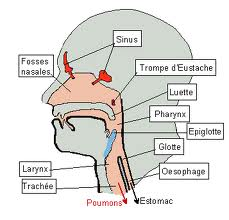 Sinus
Fosses
nasales
Trompe d'Eustache
Luette
Pharynx
Epiglotte
Glotte
Larynx
Oesophage
Trachée
Poumons
Estomac